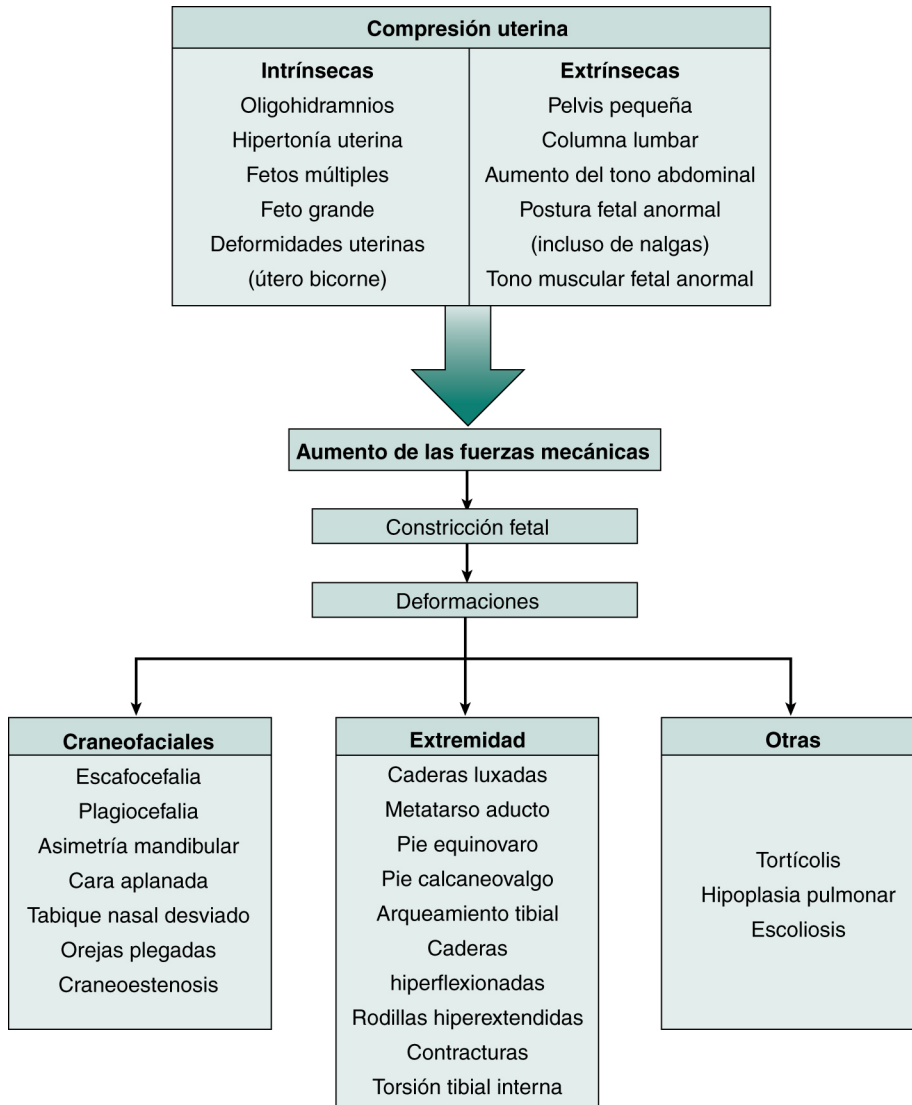 Compresión uterina
Intrínsecas
Oligohidramnios
Hipertonía uterina
Fetos múltiples
Feto grande
Deformidades uterinas
(útero bicorne)
Extrínsecas
Pelvis pequeña
Columna lumbar
Aumento del tono abdominal
Postura fetal anormal
(incluso de nalgas)
Tono muscular fetal anormal
Aumento de las fuerzas mecánicas
Constricción fetal
Deformaciones
Craneofaciales
Escafocefalia
Plagiocefalia
Asimetría mandibular
Cara aplanada
Tabique nasal desviado
Orejas plegadas
Craneoestenosis
Extremidad
Caderas luxadas
Metatarso aducto
Pie equinovaro
Pie calcaneovalgo
Arqueamiento tibial
Caderas
hiperflexionadas
Rodillas hiperextendidas
Contracturas
Torsión tibial interna
Otras
Tortícolis
Hipoplasia pulmonar
Escoliosis